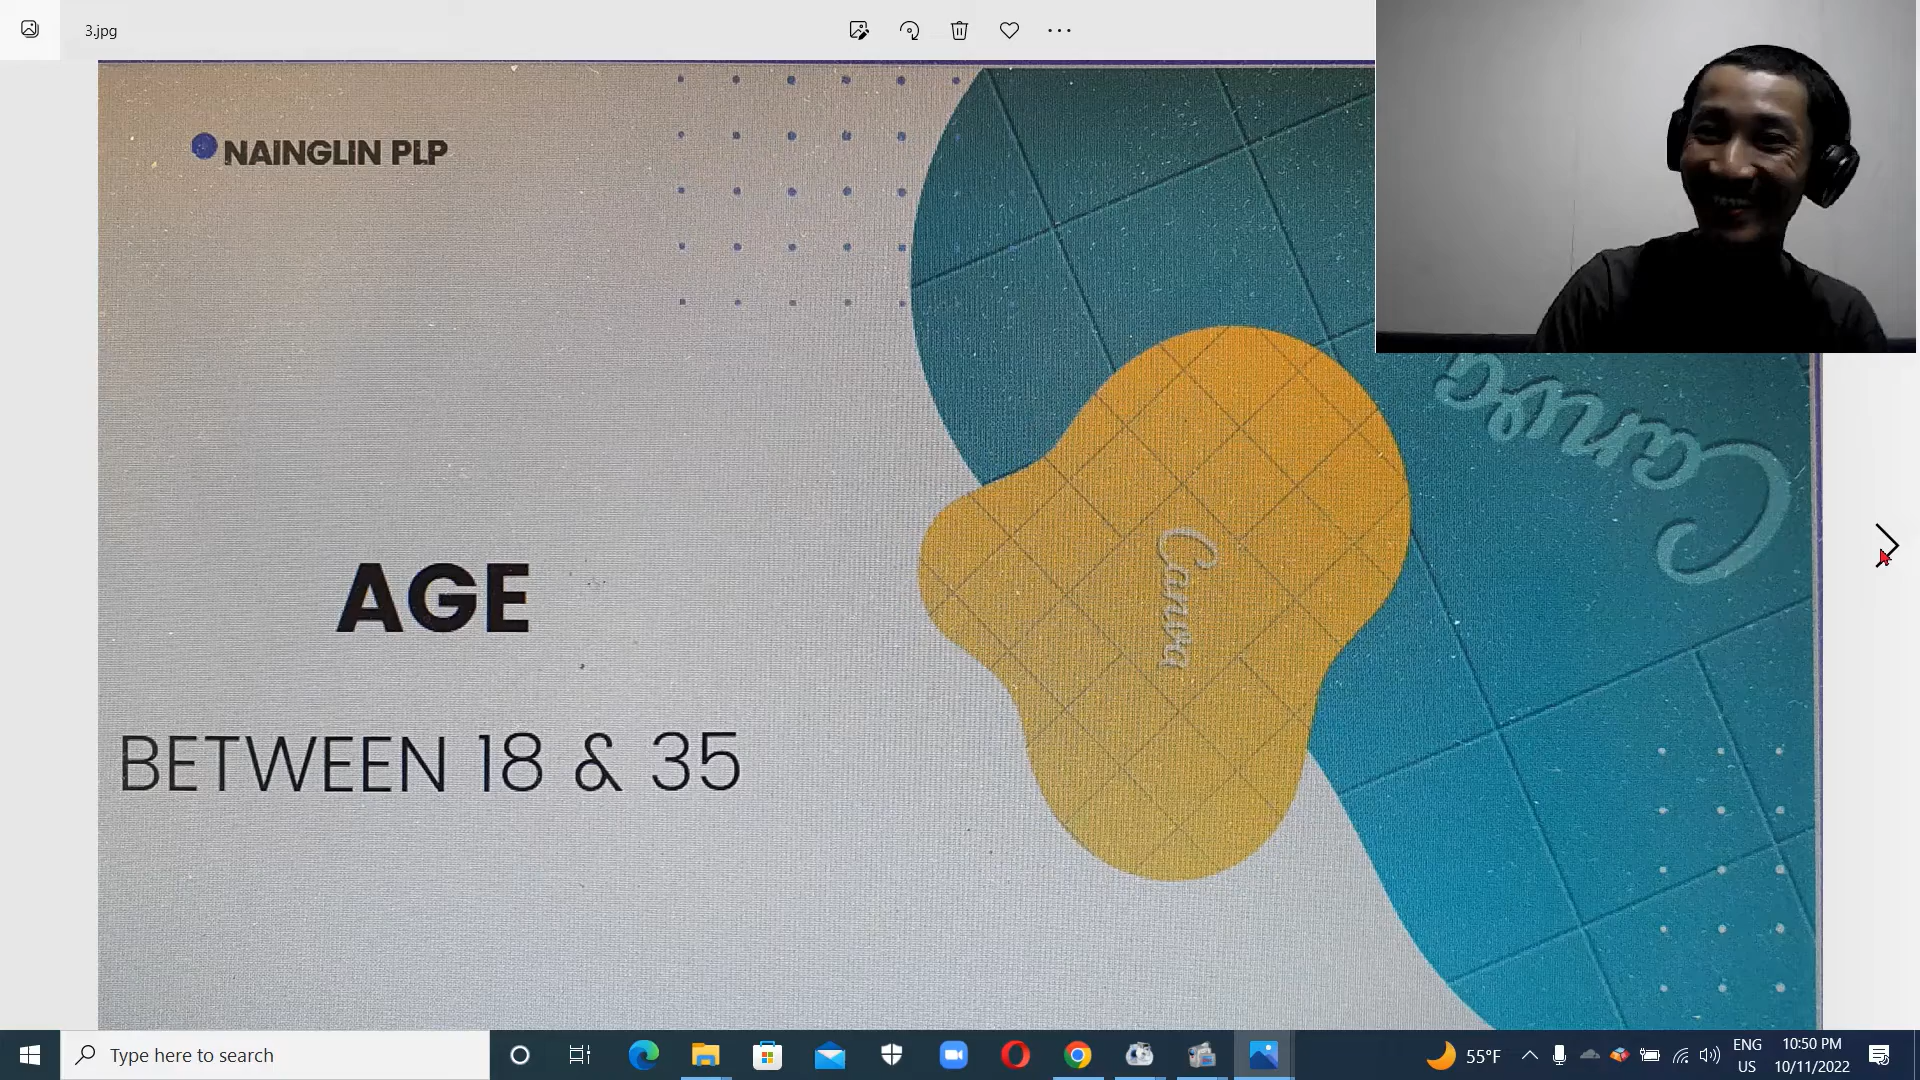 3.jpg
NAINGLIN PLP
Canva
Canva
AGE
BETWEEN 18 & 35
Type here to search
55°F
ENG
US
10:50 PM
10/11/2022